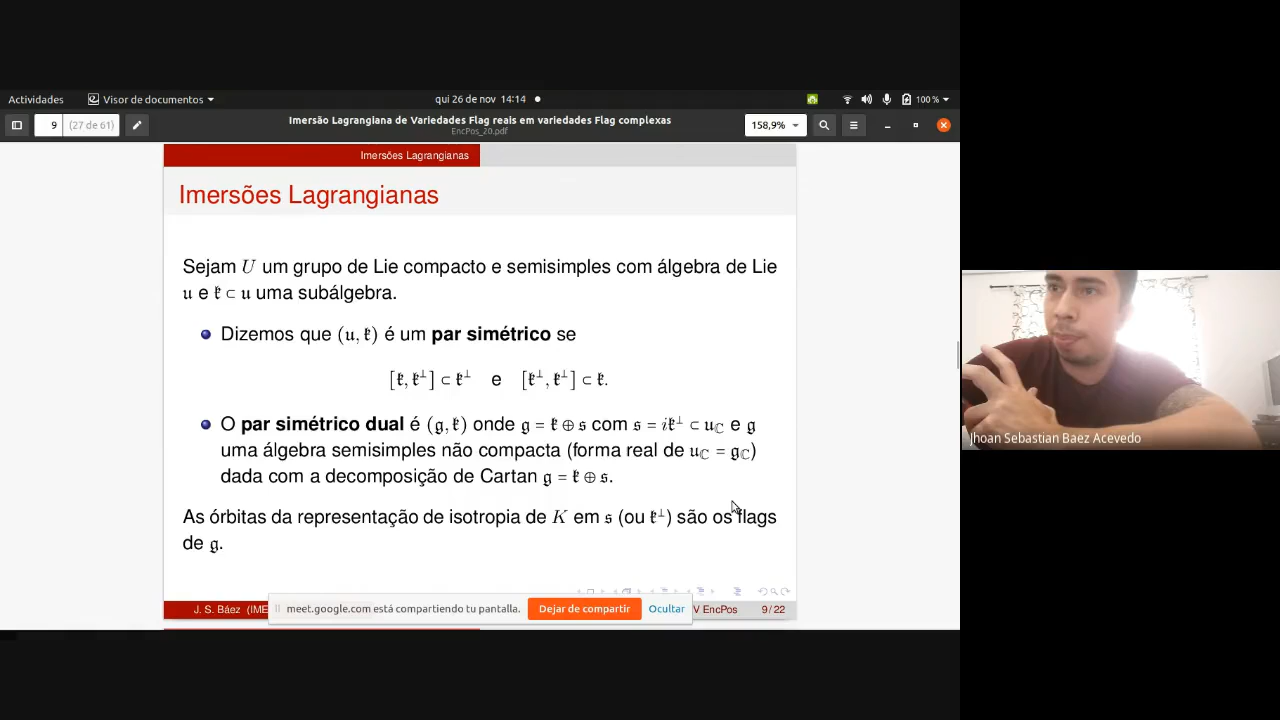 Actividades Visor de documentos qui 26 de nov 14:14 100 %
9 (27 de 61) Imersão Lagrangiana de Variedades Flag reais em variedades Flag complexas 158,9%
EncPos_20.pdf
Imersões Lagrangianas
Imersões Lagrangianas
Sejam U um grupo de Lie compacto e semisimples com álgebra de Lie
𝔲 e 𝔨 ⊂ 𝔲 uma subálgebra.
Dizemos que (𝔲, 𝔨) é um par simétrico se
[𝔨, 𝔨⊥] ⊂ 𝔨⊥ e [𝔨⊥, 𝔨⊥] ⊂ 𝔨.
O par simétrico dual é (𝔤, 𝔨) onde 𝔤 = 𝔨 ⊕ 𝔰 com 𝔰 = i𝔨⊥ ⊂ 𝔲ℂ e 𝔤
uma álgebra semisimples não compacta (forma real de 𝔲ℂ = 𝔤ℂ)
dada com a decomposição de Cartan 𝔤 = 𝔨 ⊕ 𝔰.
As órbitas da representação de isotropia de K em 𝔰 (ou 𝔨⊥) são os flags
de 𝔤.
J. S. Báez (IME
meet.google.com está compartiendo tu pantalla. Dejar de compartir Ocultar
V EncPos 9 / 22
Jhoan Sebastian Baez Acevedo